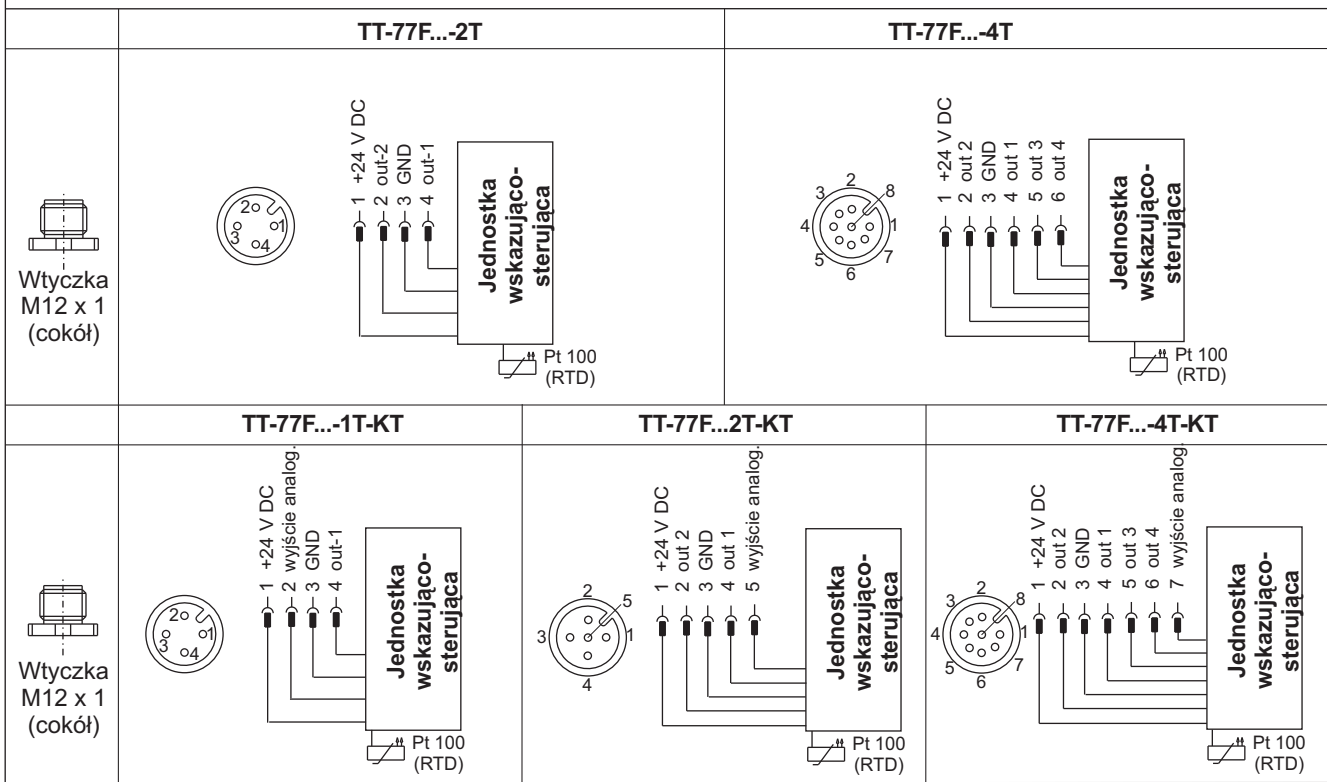 TT-77F...-2T
TT-77F...-4T
Wtyczka
M12 x 1
(cokół)
2
1
3
4
1 +24 V DC
2 out-2
3 GND
4 out-1
Jednostka
wskazująco-
sterująca
Pt 100
(RTD)
3
2
8
4
1
5
6
7
1 +24 V DC
2 out 2
3 GND
4 out 1
5 out 3
6 out 4
Jednostka
wskazująco-
sterująca
Pt 100
(RTD)
TT-77F...-1T-KT
TT-77F...2T-KT
TT-77F...-4T-KT
Wtyczka
M12 x 1
(cokół)
2
1
3
4
1 +24 V DC
2 wyjście analog.
3 GND
4 out-1
Jednostka
wskazująco-
sterująca
Pt 100
(RTD)
2
5
3
1
4
1 +24 V DC
2 out 2
3 GND
4 out 1
5 wyjście analog.
Jednostka
wskazująco-
sterująca
Pt 100
(RTD)
3
2
8
4
1
5
6
7
1 +24 V DC
2 out 2
3 GND
4 out 1
5 out 3
6 out 4
7 wyjście analog.
Jednostka
wskazująco-
sterująca
Pt 100
(RTD)